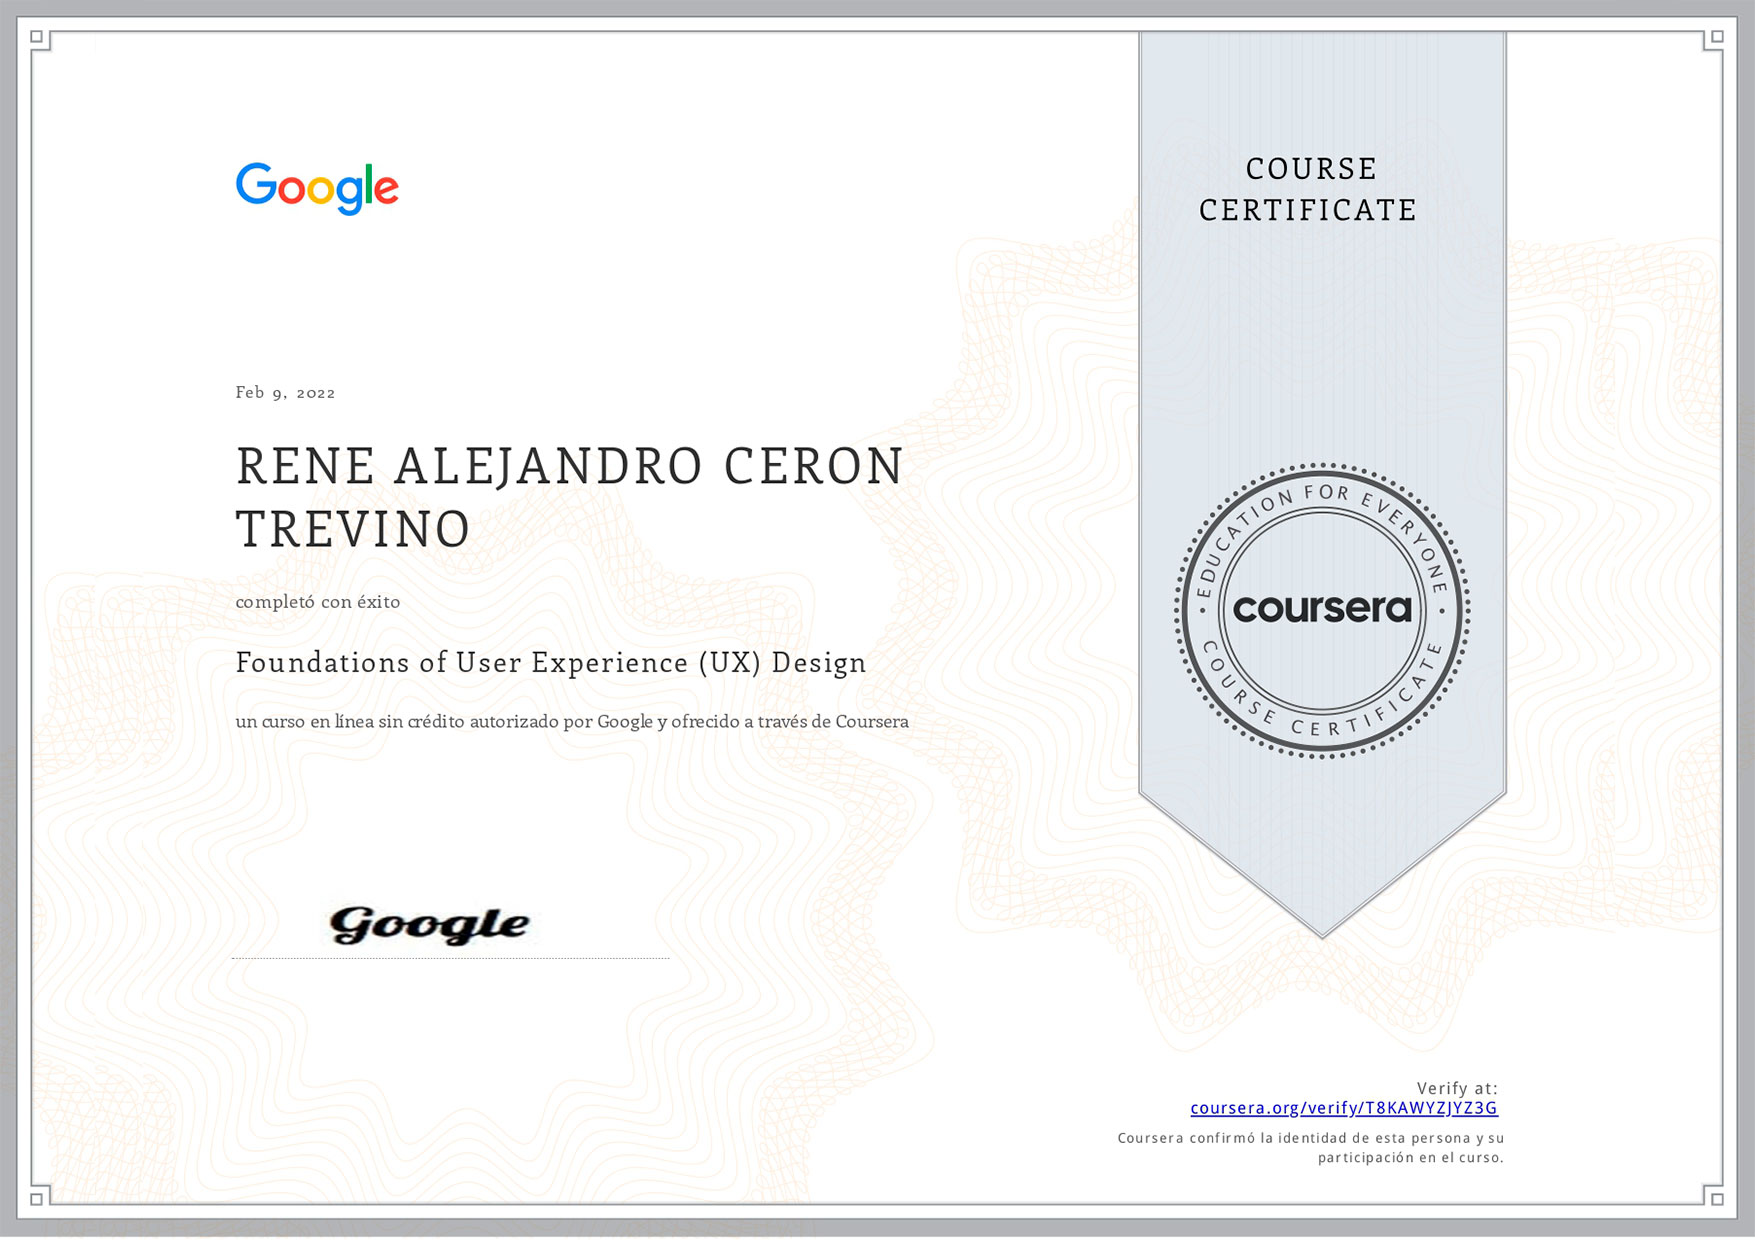 Google
COURSE
CERTIFICATE
Feb 9, 2022
RENE ALEJANDRO CERON
TREVINO
completó con éxito
Foundations of User Experience (UX) Design
un curso en línea sin crédito autorizado por Google y ofrecido a través de Coursera
EDUCATION FOR EVERYONE
coursera
COURSE CERTIFICATE
Google
Verify at:
coursera.org/verify/T8KAWYZJYZ3G
Coursera confirmó la identidad de esta persona y su
participación en el curso.